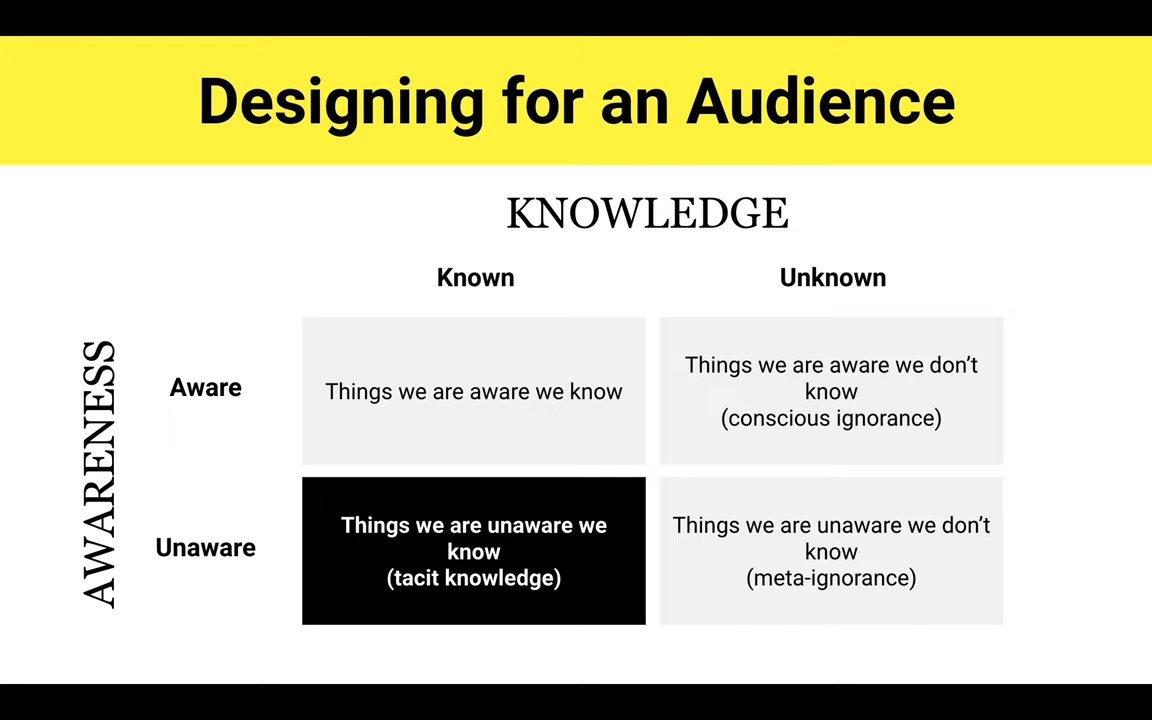 Designing for an Audience
KNOWLEDGE
Known
Unknown
AWARENESS
Aware
Things we are aware we know
Things we are aware we don’t
know
(conscious ignorance)
Unaware
Things we are unaware we
know
(tacit knowledge)
Things we are unaware we don’t
know
(meta-ignorance)